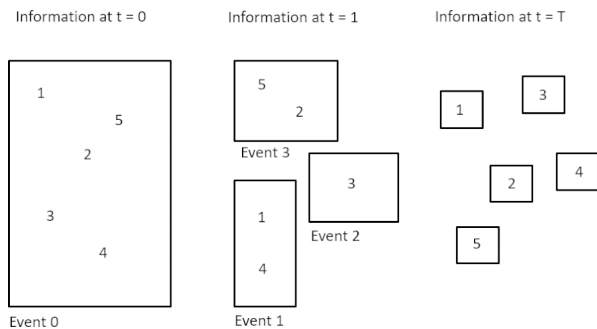 Information at t = 0
1
5
2
3
4
Event 0
Information at t = 1
5
2
Event 3
3
Event 2
1
4
Event 1
Information at t = T
3
1
4
2
5